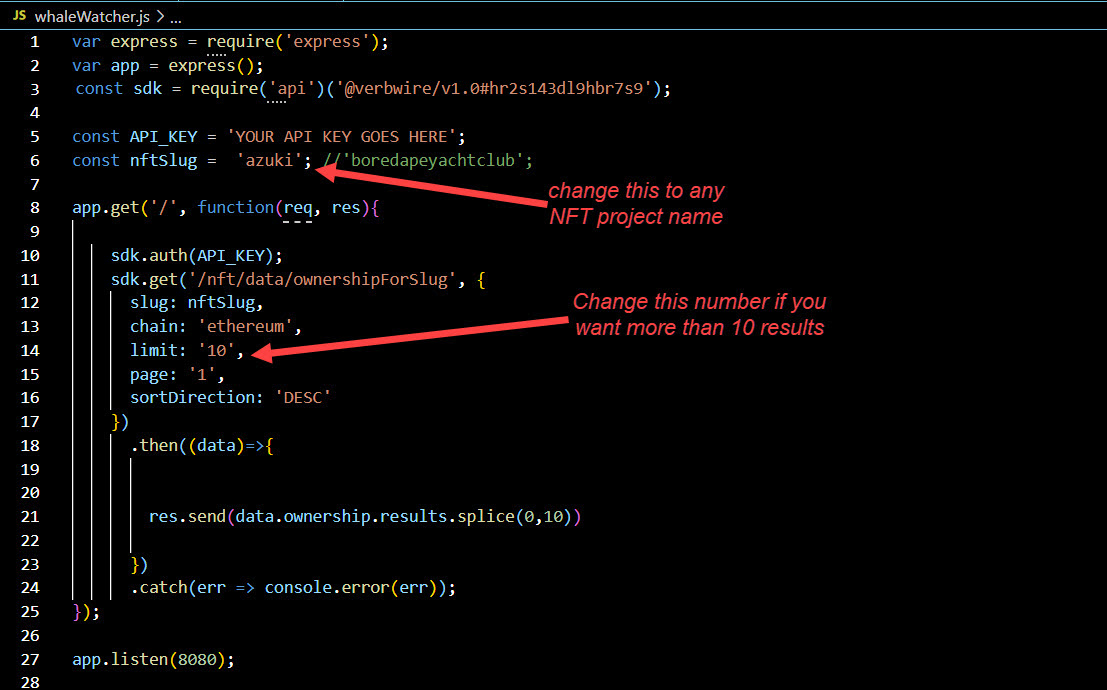 JS whaleWatcher.js > ...
1 var express = require('express');
2 var app = express();
3 const sdk = require('api')('@verbwire/v1.0#hr2s143dl9hbr7s9');
4
5 const API_KEY = 'YOUR API KEY GOES HERE';
6 const nftSlug =  'azuki'; //'boredapeyachtclub';
7
change this to any
NFT project name
8 app.get('/', function(req, res){
9
10 sdk.auth(API_KEY);
11 sdk.get('/nft/data/ownershipForSlug', {
12 slug: nftSlug,
13 chain: 'ethereum',
Change this number if you
want more than 10 results
14 limit: '10',
15 page: '1',
16 sortDirection: 'DESC'
17 })
18 .then((data)=>{
19
20
21 res.send(data.ownership.results.splice(0,10))
22
23 })
24 .catch(err => console.error(err));
25 });
26
27 app.listen(8080);
28